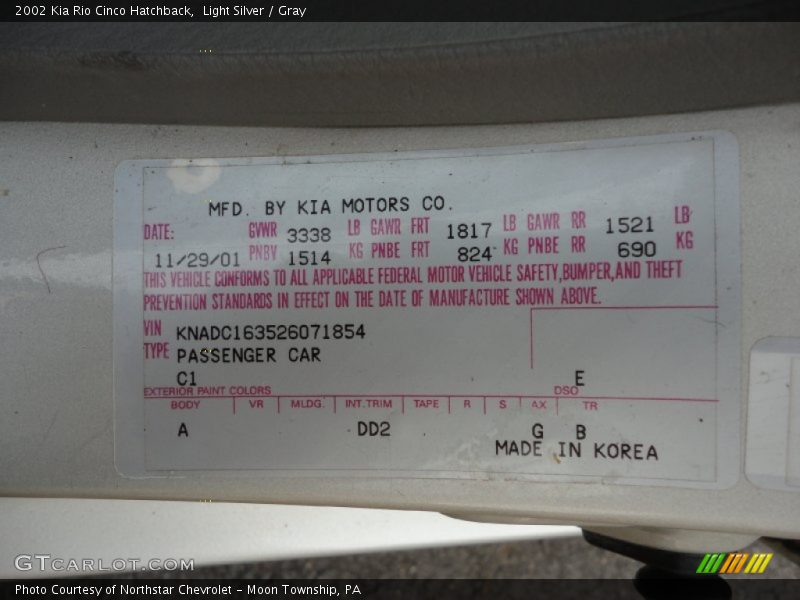 2002 Kia Rio Cinco Hatchback,  Light Silver / Gray
MFD. BY KIA MOTORS CO.
DATE: GVWR 3338 LB GAWR FRT 1817 LB GAWR RR 1521 LB
11/29/01 PNBV 1514 KG PNBE FRT 824 KG PNBE RR 690 KG
THIS VEHICLE CONFORMS TO ALL APPLICABLE FEDERAL MOTOR VEHICLE SAFETY,BUMPER,AND THEFT
PREVENTION STANDARDS IN EFFECT ON THE DATE OF MANUFACTURE SHOWN ABOVE.
VIN KNADC163526071854
TYPE PASSENGER CAR
C1 E
EXTERIOR PAINT COLORS DSO
BODY VR MLDG. INT.TRIM TAPE R S AX TR
A DD2 G B
MADE IN KOREA
GTCARLOT.COM
Photo Courtesy of Northstar Chevrolet - Moon Township, PA